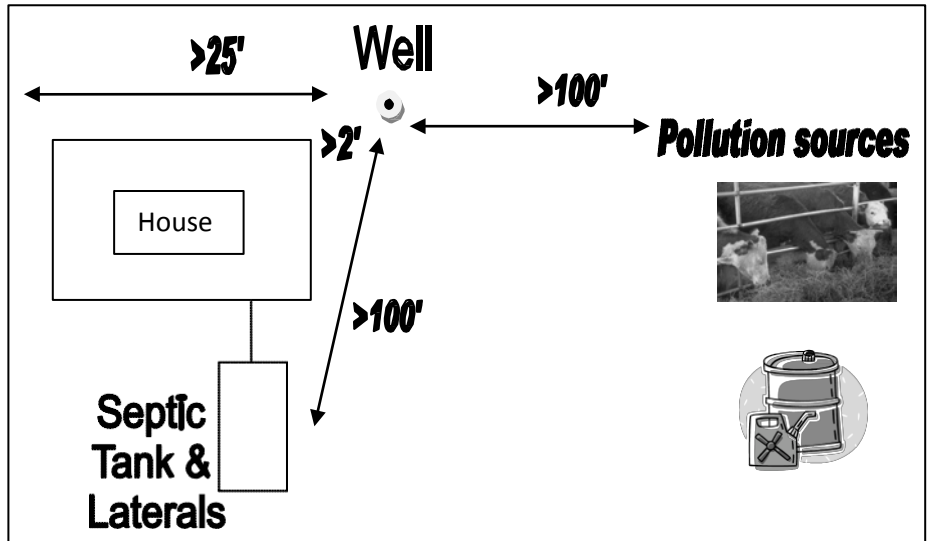 >25'
Well
>100'
>2'
Pollution sources
House
>100'
Septic
Tank &
Laterals